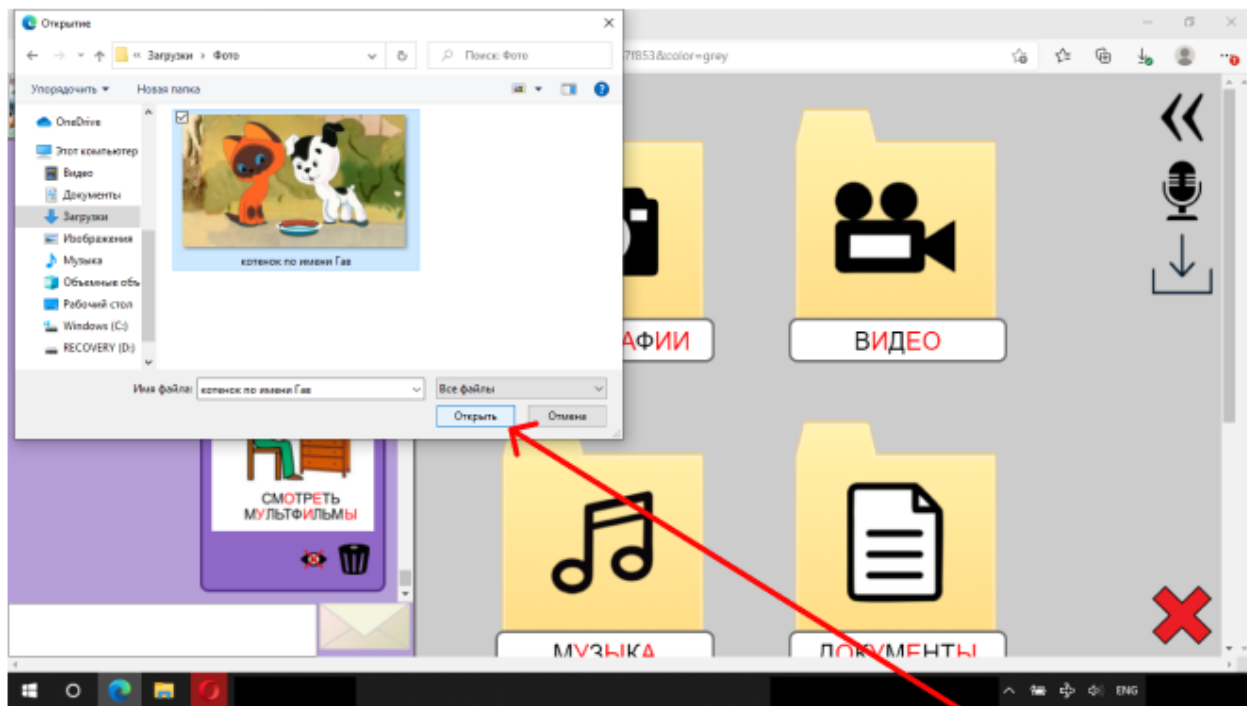 Открытие
« Загрузки › Фото
Поиск: Фото
7f853&color=grey
Упорядочить
Новая папка
OneDrive
Этот компьютер
Видео
Документы
Загрузки
Изображения
Музыка
Объемные объ
Рабочий стол
Windows (C:)
RECOVERY (D:)
котенок по имени Гав
Имя файла:
котенок по имени Гав
Все файлы
Открыть
Отмена
АФИИ
ВИДЕО
СМОТРЕТЬ
МУЛЬТФИЛЬМЫ
МУЗЫКА
ДОКУМЕНТЫ
ENG